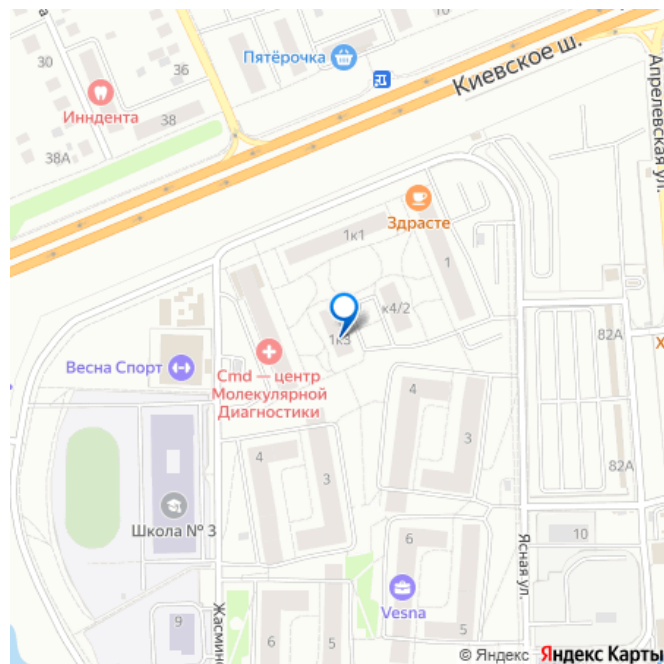 Киевское ш.
Пятёрочка
30
36
Инндента
38
38А
Апрелевская ул.
Здрасте
1к1
1
к4/2
1к3
82А
Х
Весна Спорт
Cmd — центр
Молекулярной
Диагностики
4
3
4
3
82А
Школа № 3
6
10
Ясная ул.
Vesna
9
Жасмино
6
5
5
© Яндекс
Яндекс Карты